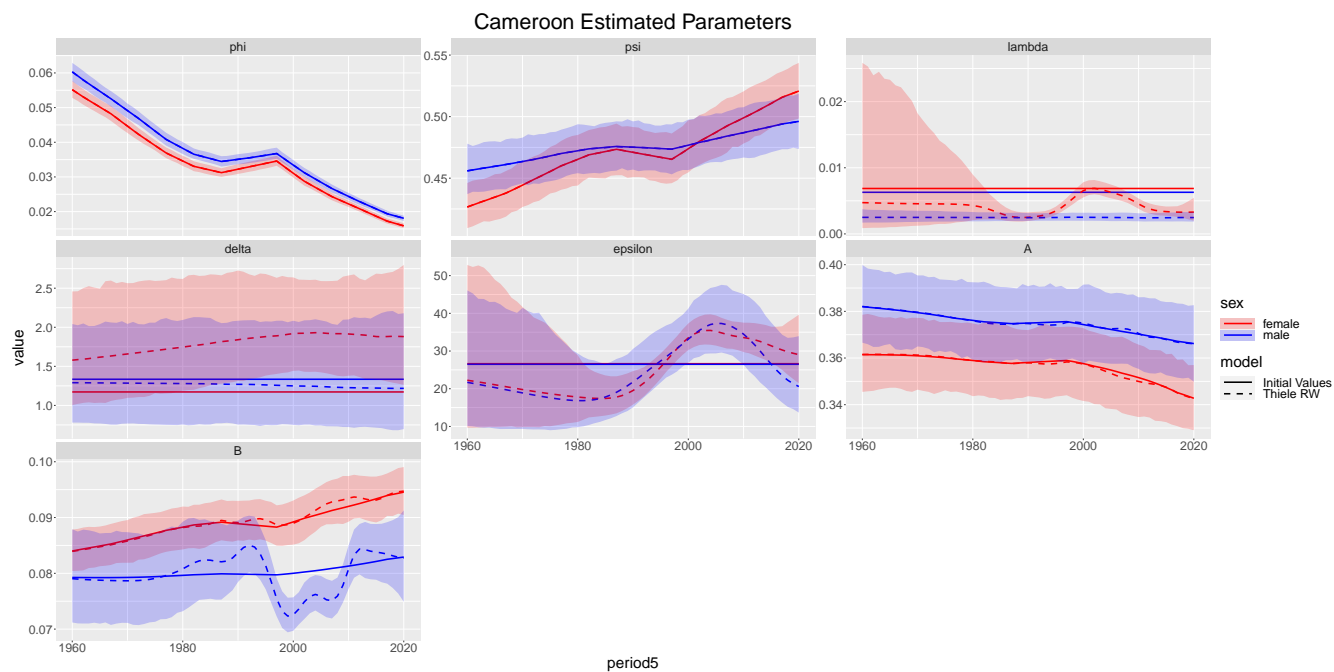 Cameroon Estimated Parameters
phi
psi
lambda
0.06
0.05
0.04
0.03
0.02
0.55
0.50
0.45
0.02
0.01
0.00
delta
epsilon
A
2.5
2.0
1.5
1.0
50
40
30
20
10
1960
1980
2000
2020
0.40
0.38
0.36
0.34
1960
1980
2000
2020
B
0.10
0.09
0.08
0.07
1960
1980
2000
2020
value
period5
sex
female
male
model
Initial Values
Thiele RW